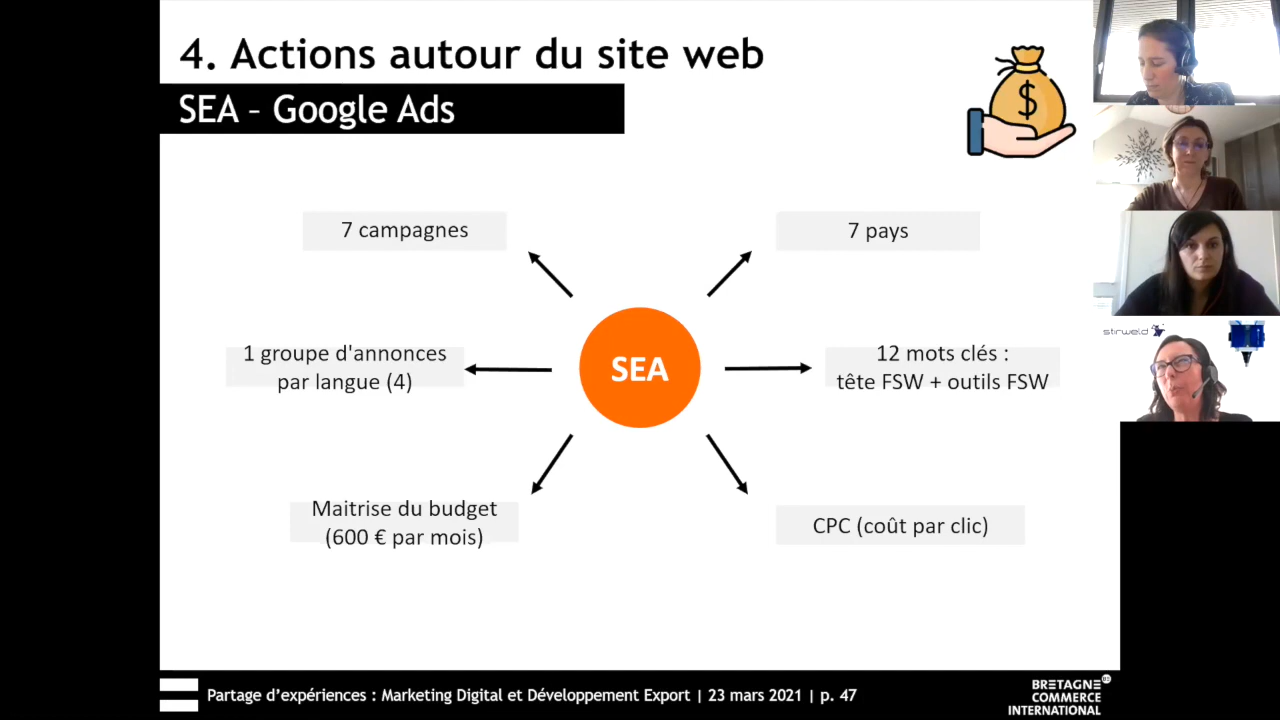 4. Actions autour du site web
SEA – Google Ads
$
7 campagnes
7 pays
1 groupe d'annonces
par langue (4)
SEA
12 mots clés :
tête FSW + outils FSW
Maitrise du budget
(600 € par mois)
CPC (coût par clic)
stirweld
Partage d'expériences : Marketing Digital et Développement Export | 23 mars 2021 | p. 47
BRETAGNE
COMMERCE
INTERNATIONAL